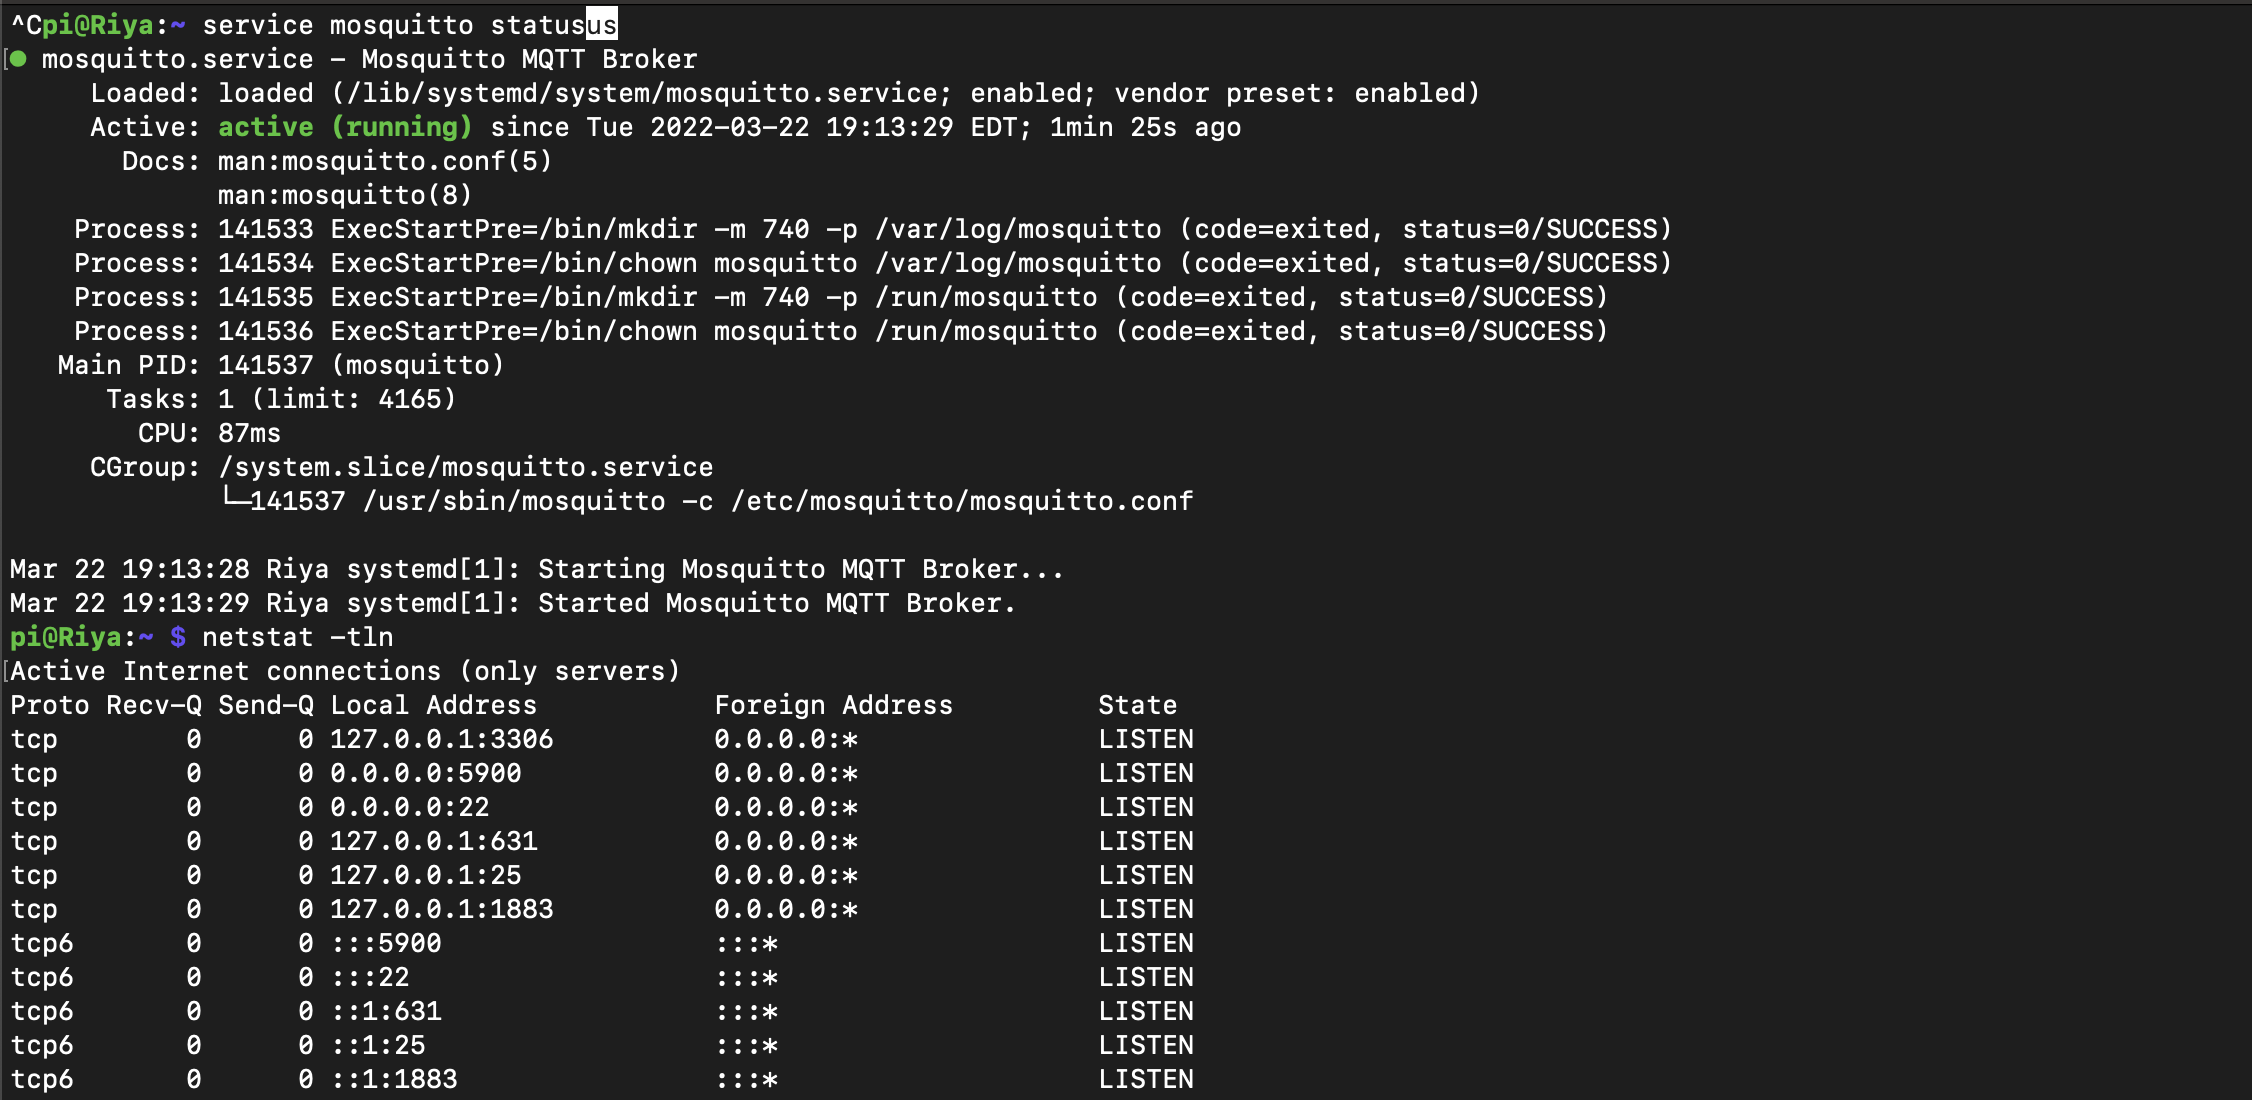 ^Cpi@Riya:~ service mosquitto statusus
● mosquitto.service - Mosquitto MQTT Broker
Loaded: loaded (/lib/systemd/system/mosquitto.service; enabled; vendor preset: enabled)
Active: active (running) since Tue 2022-03-22 19:13:29 EDT; 1min 25s ago
Docs: man:mosquitto.conf(5)
man:mosquitto(8)
Process: 141533 ExecStartPre=/bin/mkdir -m 740 -p /var/log/mosquitto (code=exited, status=0/SUCCESS)
Process: 141534 ExecStartPre=/bin/chown mosquitto /var/log/mosquitto (code=exited, status=0/SUCCESS)
Process: 141535 ExecStartPre=/bin/mkdir -m 740 -p /run/mosquitto (code=exited, status=0/SUCCESS)
Process: 141536 ExecStartPre=/bin/chown mosquitto /run/mosquitto (code=exited, status=0/SUCCESS)
Main PID: 141537 (mosquitto)
Tasks: 1 (limit: 4165)
CPU: 87ms
CGroup: /system.slice/mosquitto.service
└─141537 /usr/sbin/mosquitto -c /etc/mosquitto/mosquitto.conf
Mar 22 19:13:28 Riya systemd[1]: Starting Mosquitto MQTT Broker...
Mar 22 19:13:29 Riya systemd[1]: Started Mosquitto MQTT Broker.
pi@Riya:~ $ netstat -tln
[Active Internet connections (only servers)
Proto Recv-Q Send-Q Local Address Foreign Address State
tcp 0 0 127.0.0.1:3306 0.0.0.0:* LISTEN
tcp 0 0 0.0.0.0:5900 0.0.0.0:* LISTEN
tcp 0 0 0.0.0.0:22 0.0.0.0:* LISTEN
tcp 0 0 127.0.0.1:631 0.0.0.0:* LISTEN
tcp 0 0 127.0.0.1:25 0.0.0.0:* LISTEN
tcp 0 0 127.0.0.1:1883 0.0.0.0:* LISTEN
tcp6 0 0 :::5900 :::* LISTEN
tcp6 0 0 :::22 :::* LISTEN
tcp6 0 0 ::1:631 :::* LISTEN
tcp6 0 0 ::1:25 :::* LISTEN
tcp6 0 0 ::1:1883 :::* LISTEN